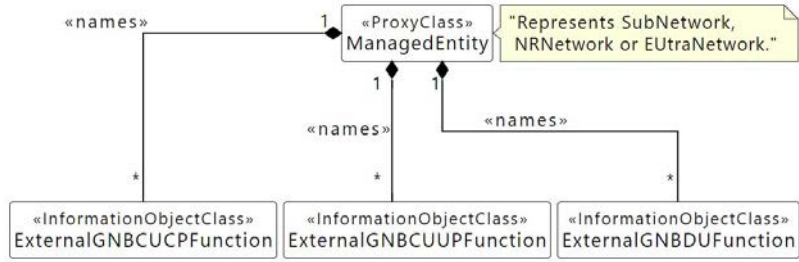 «names»
1
«ProxyClass»
ManagedEntity
"Represents SubNetwork,
NRNetwork or EUtraNetwork."
1
1
«names»
«names»
*
*
*
«InformationObjectClass»
ExternalGNBCUCPFunction
«InformationObjectClass»
ExternalGNBCUUPFunction
«InformationObjectClass»
ExternalGNBDUFunction